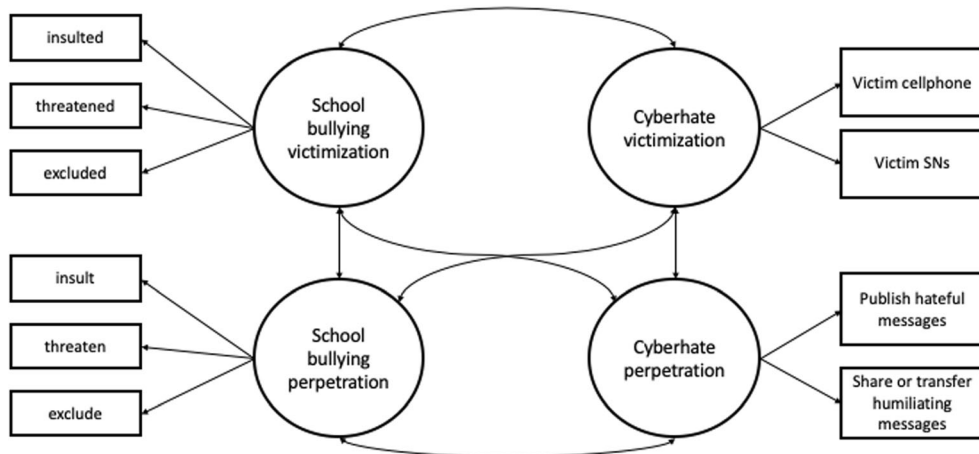 insulted
threatened
excluded
School
bullying
victimization
Cyberhate
victimization
Victim cellphone
Victim SNs
insult
threaten
exclude
School
bullying
perpetration
Cyberhate
perpetration
Publish hateful
messages
Share or transfer
humiliating
messages